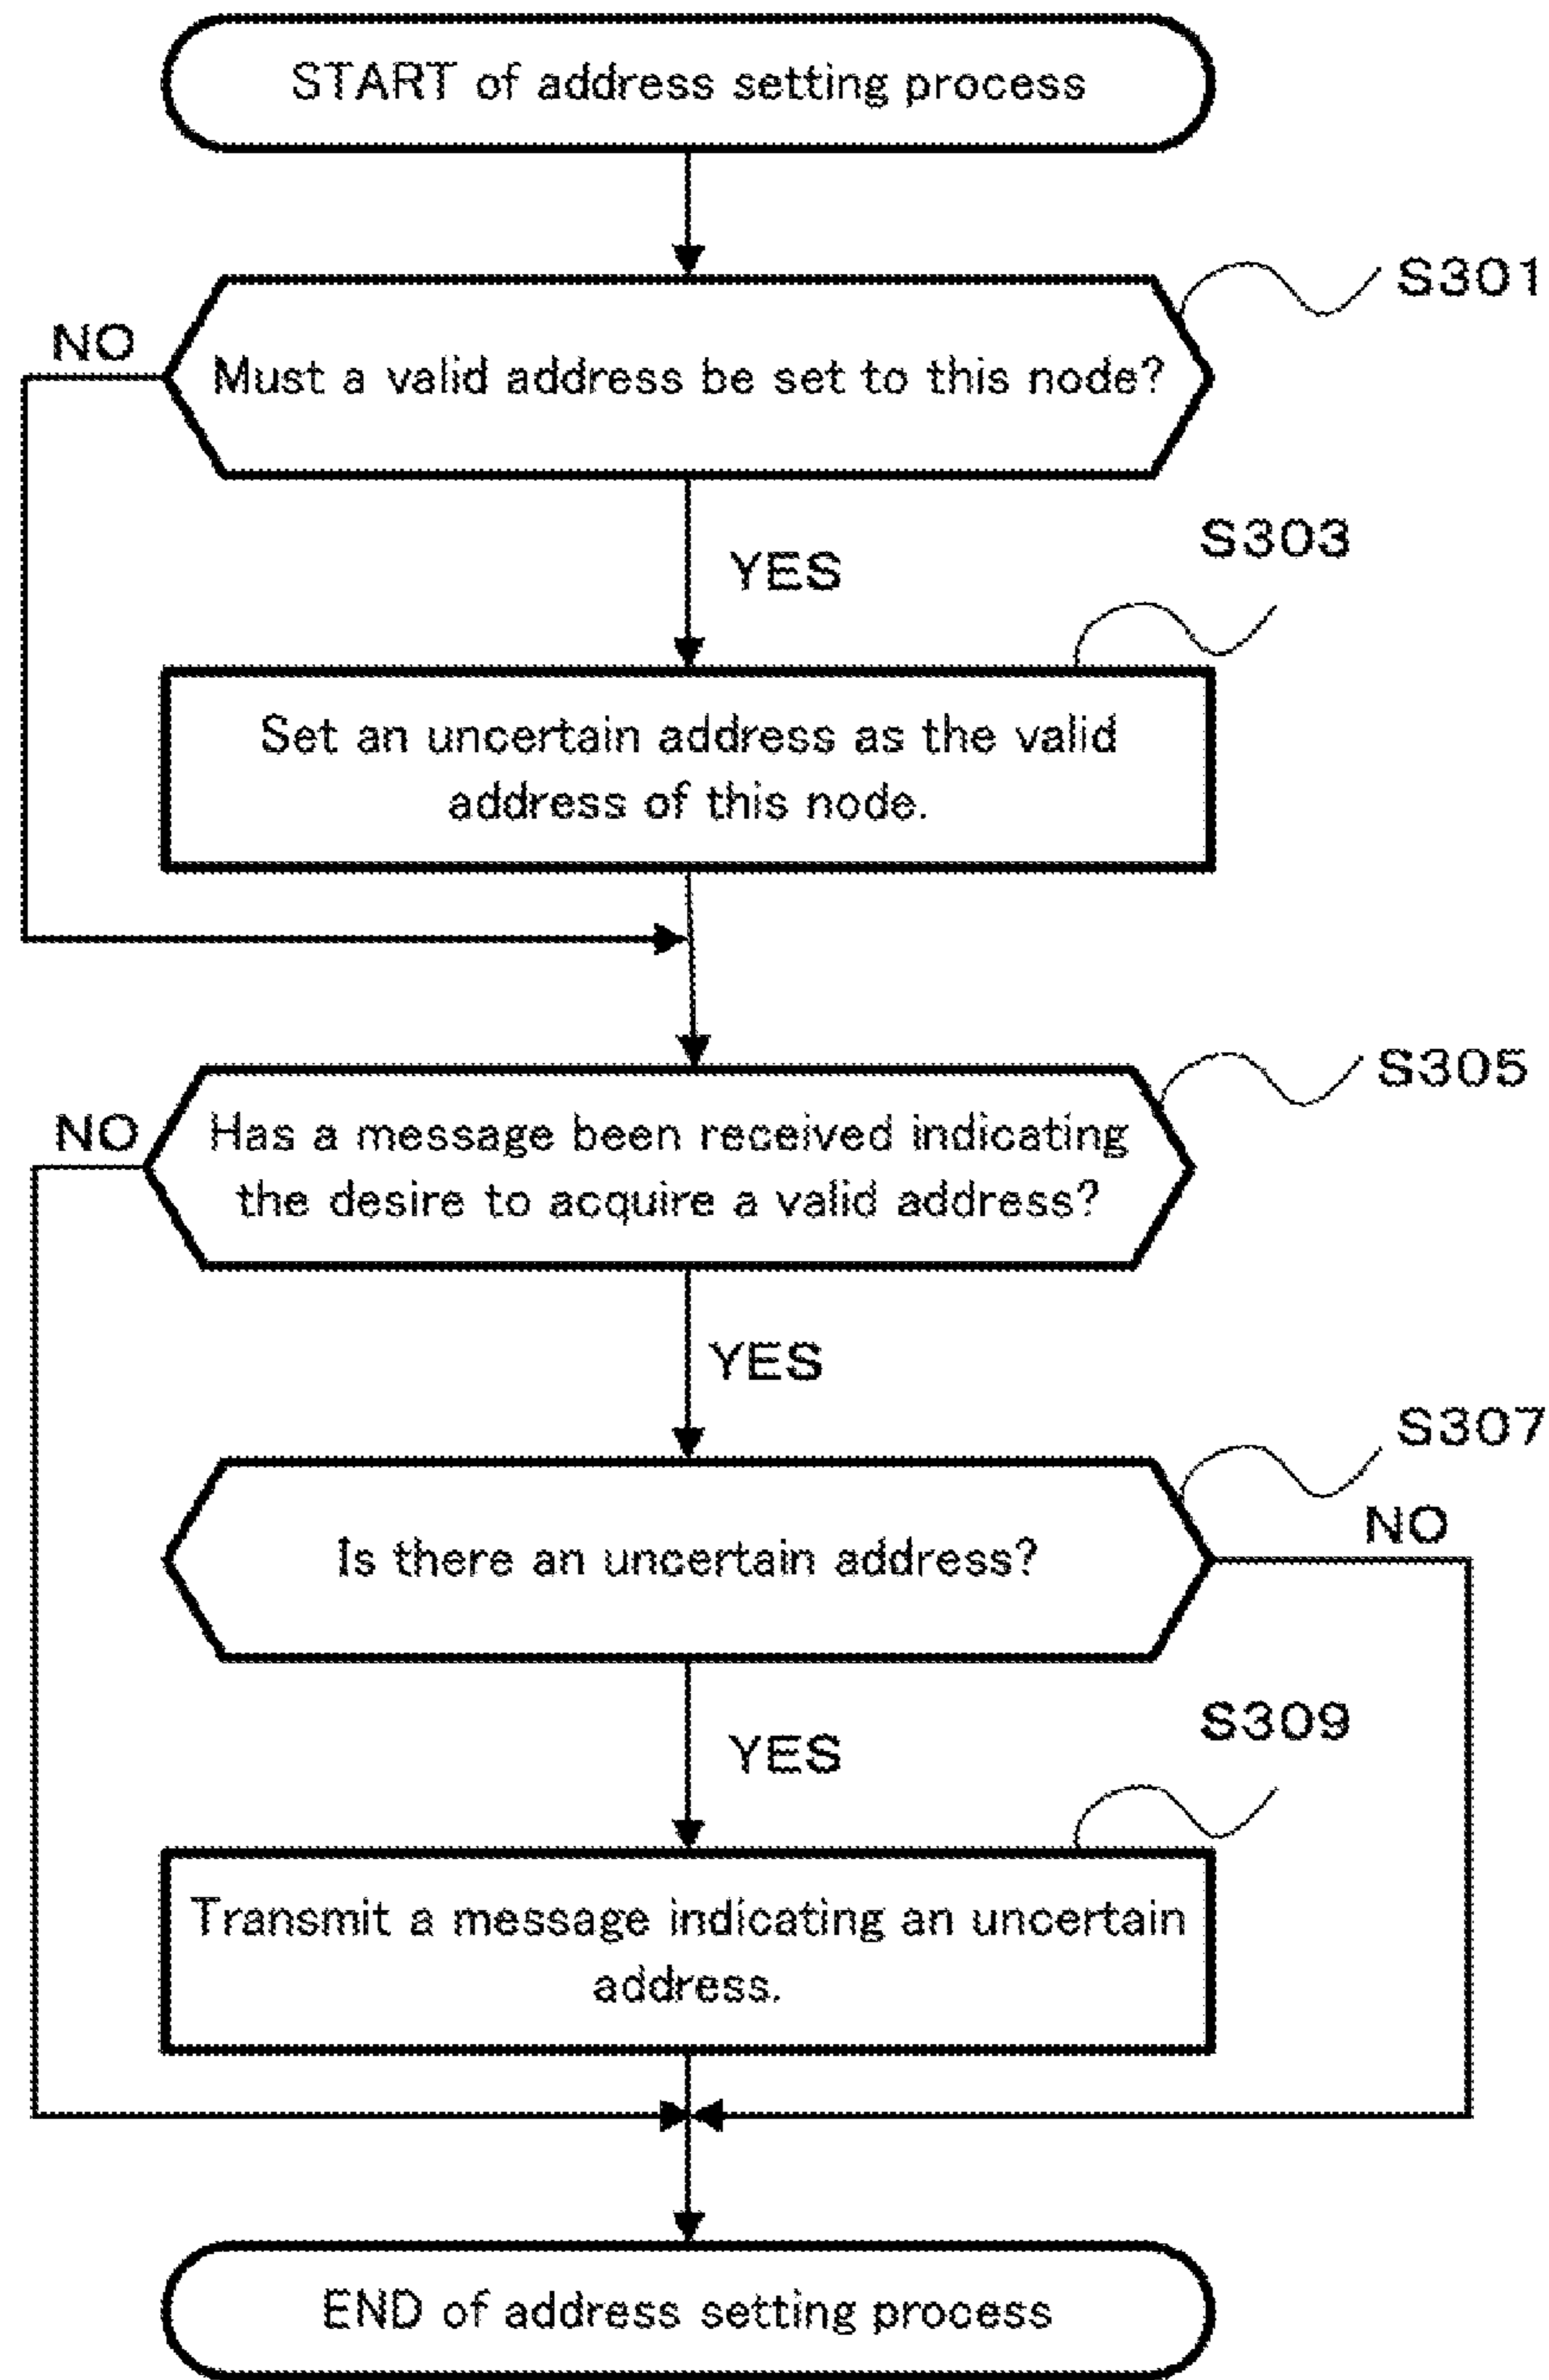 START of address setting process
S301
NO
Must a valid address be set to this node?
YES
S303
Set an uncertain address as the valid
address of this node.
S305
NO
Has a message been received indicating
the desire to acquire a valid address?
YES
S307
NO
Is there an uncertain address?
YES
S309
Transmit a message indicating an uncertain
address.
END of address setting process